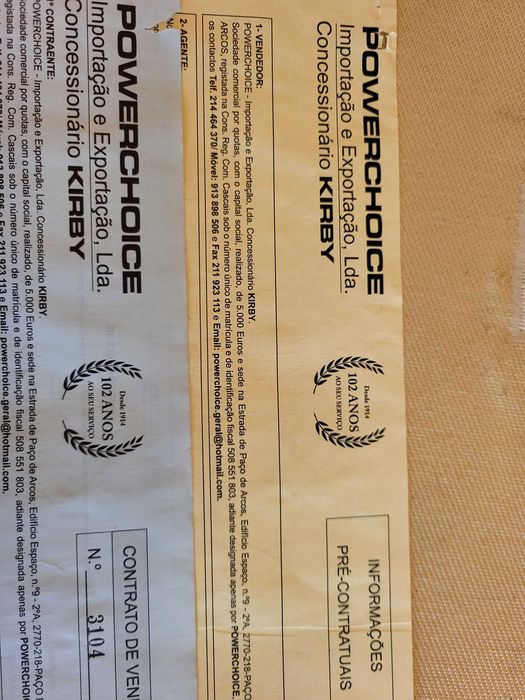 POWERCHOICE
Importação e Exportação, Lda.
Concessionário KIRBY
Desde 1914
102 ANOS
AO SEU SERVIÇO
INFORMAÇÕES
PRÉ-CONTRATUAIS
1- VENDEDOR:
POWERCHOICE - Importação e Exportação, Lda. Concessionário KIRBY.
Sociedade comercial por quotas, com o capital social, realizado, de 5.000 Euros e sede na Estrada de Paço de Arcos, Edifício Espaço, n.º9 - 2ºA, 2770-218-PAÇO
ARCOS, registada na Cons. Reg. Com. Cascais sob o número único de matrícula e de identificação fiscal 508 551 803, adiante designada apenas por POWERCHOICE,
os contactos Telf. 214 464 370/ Móvel: 913 898 506 e Fax 211 923 113 e Email: powerchoice.geral@hotmail.com.
2- AGENTE:
POWERCHOICE
Importação e Exportação, Lda.
Concessionário KIRBY
Desde 1914
102 ANOS
AO SEU SERVIÇO
CONTRATO DE VEN
N.º 3104
º CONTRAENTE:
POWERCHOICE - Importação e Exportação, Lda. Concessionário KIRBY.
ociedade comercial por quotas, com o capital social, realizado, de 5.000 Euros e sede na Estrada de Paço de Arcos, Edifício Espaço, n.º9 - 2ºA, 2770-218-PAÇO
gistada na Cons. Reg. Com. Cascais sob o número único de matrícula e de identificação fiscal 508 551 803, adiante designada apenas por POWERCHOI
898 506 e Fax 211 923 113 e Email: powerchoice.geral@hotmail.com.